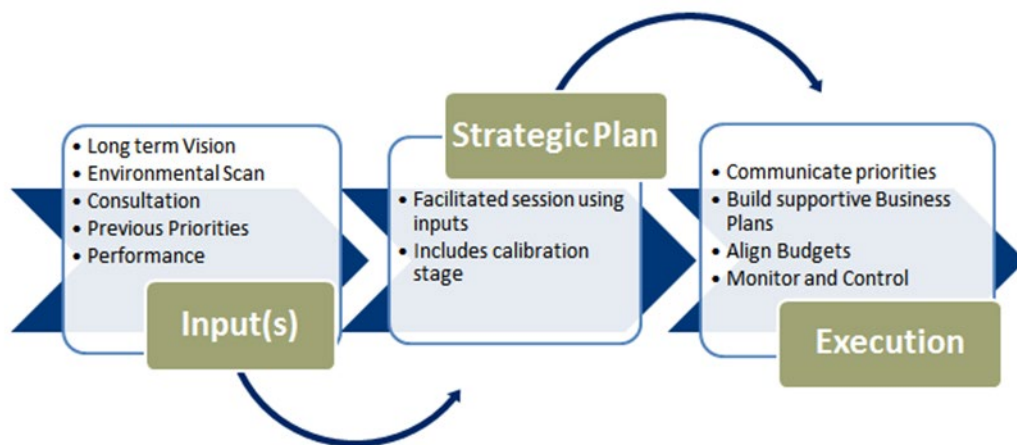 • Long term Vision
• Environmental Scan
• Consultation
• Previous Priorities
• Performance
Input(s)
Strategic Plan
• Facilitated session using
inputs
• Includes calibration
stage
• Communicate priorities
• Build supportive Business
Plans
• Align Budgets
• Monitor and Control
Execution